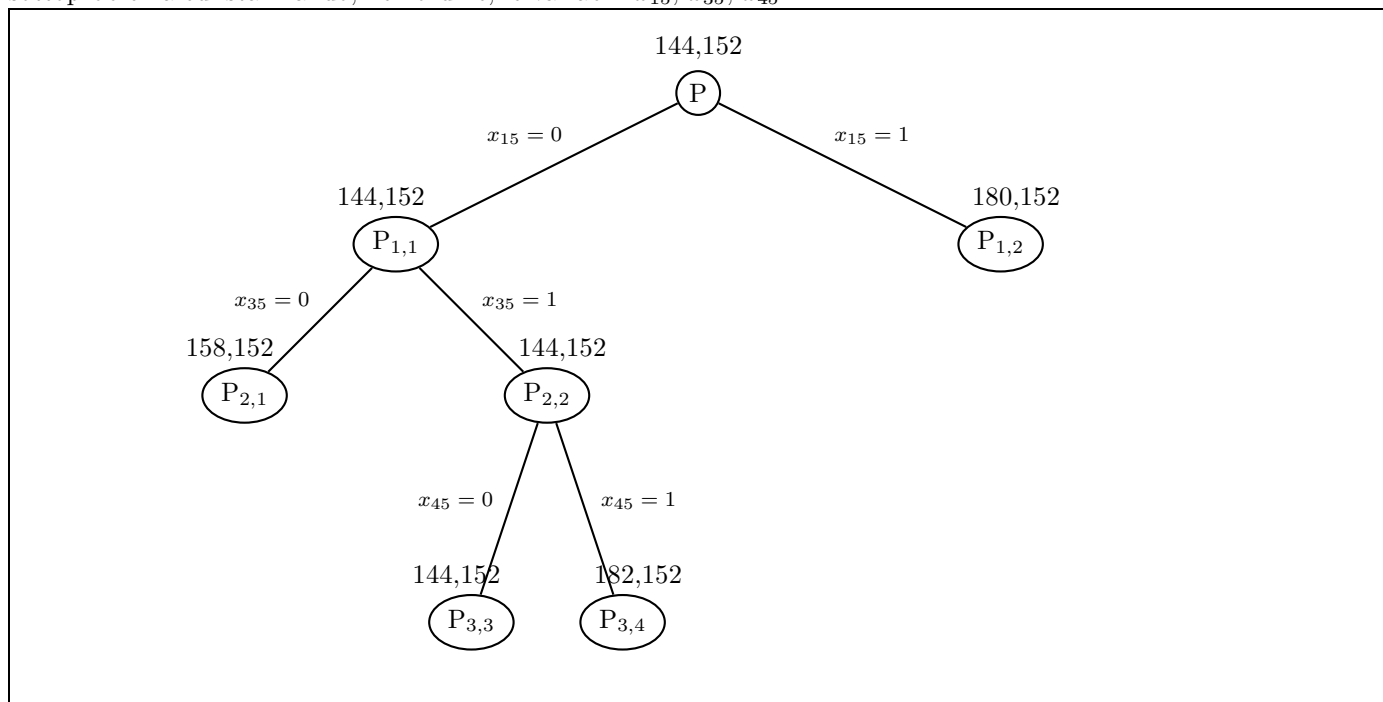 144,152
P
x₁₅ = 0
x₁₅ = 1
144,152
180,152
P₁,₁
P₁,₂
x₃₅ = 0
x₃₅ = 1
158,152
144,152
P₂,₁
P₂,₂
x₄₅ = 0
x₄₅ = 1
144,152
182,152
P₃,₃
P₃,₄